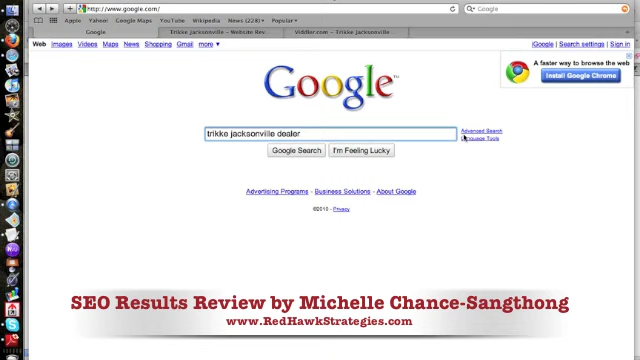 http://www.google.com/
Google
Apple Yahoo! Google Maps YouTube Wikipedia News (228) Popular
Google
trikke jacksonville - Website Rev...
Viddler.com - Trikke jacksonville...
Web Images Videos Maps News Shopping Gmail more
iGoogle | Search settings | Sign in
A faster way to browse the web
Install Google Chrome
Google™
trikke jacksonville dealer
Advanced Search
Language Tools
Google Search I'm Feeling Lucky
Advertising Programs - Business Solutions - About Google
©2010 - Privacy
SEO Results Review by Michelle Chance-Sangthong
www.RedHawkStrategies.com